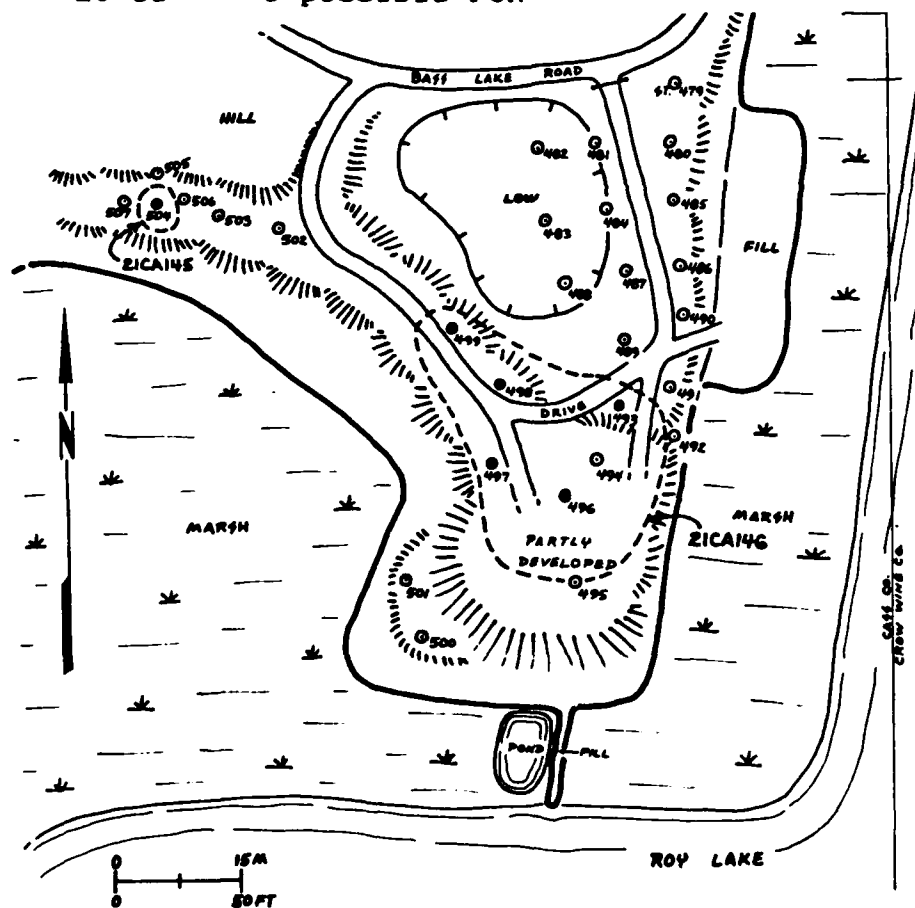 BASS LAKE ROAD
ST. 479
HILL
482
481
480
505
LOW
507
504
506
503
485
484
483
502
FILL
21CA145
486
487
488
490
499
489
491
498
DRIVE
493
492
N
497
494
496
MARSH
MARSH
21CA146
PARTLY
DEVELOPED
501
495
CASS CO.
CROW WING CO.
500
POND
FILL
ROY LAKE
0 15M
0 50FT